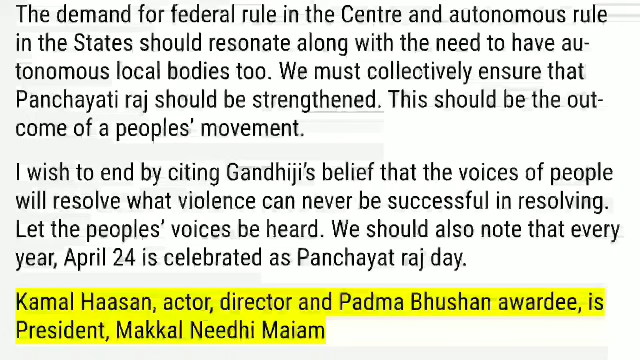 The demand for federal rule in the Centre and autonomous rule
in the States should resonate along with the need to have au-
tonomous local bodies too. We must collectively ensure that
Panchayati raj should be strengthened. This should be the out-
come of a peoples' movement.
I wish to end by citing Gandhiji's belief that the voices of people
will resolve what violence can never be successful in resolving.
Let the peoples' voices be heard. We should also note that every
year, April 24 is celebrated as Panchayat raj day.
Kamal Haasan, actor, director and Padma Bhushan awardee, is
President, Makkal Needhi Maiam